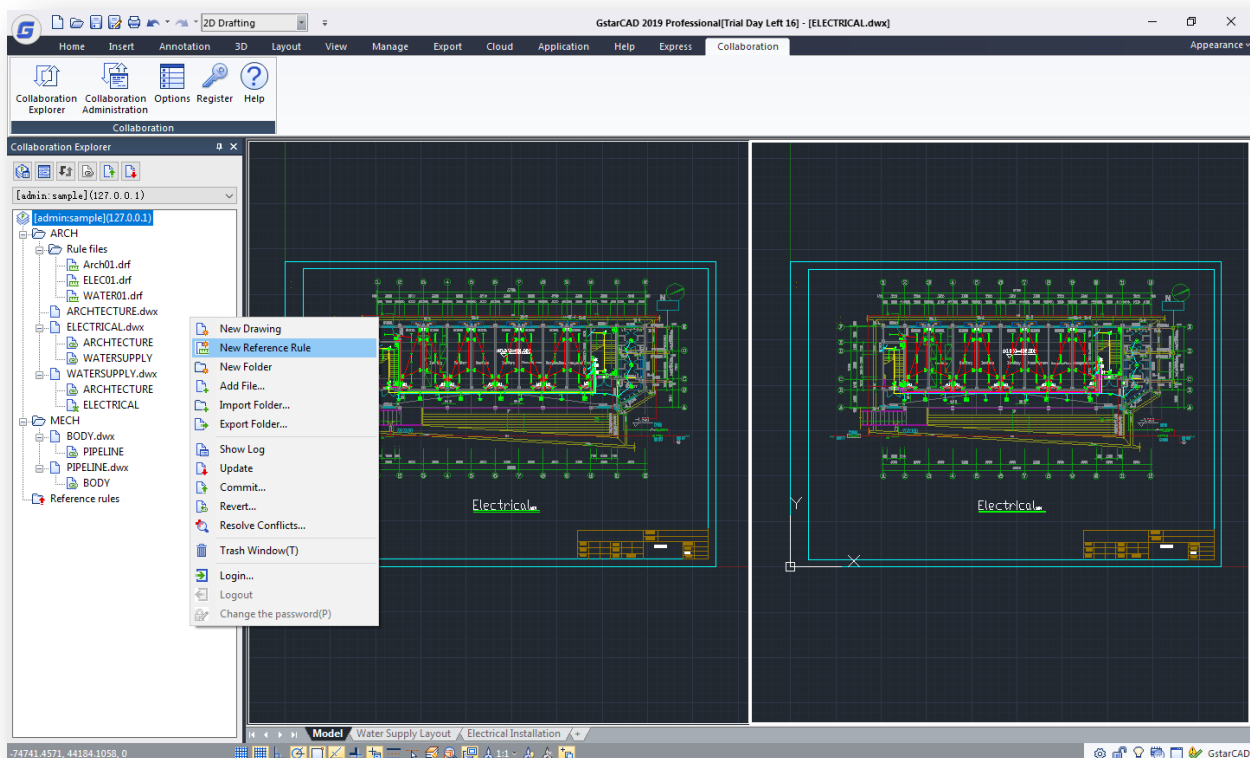 2D Drafting
GstarCAD 2019 Professional[Trial Day Left 16] - [ELECTRICAL.dwx]
Home Insert Annotation 3D Layout View Manage Export Cloud Application Help Express Collaboration Appearance
Collaboration Explorer
Collaboration Administration
Options
Register
Help
Collaboration
Collaboration Explorer
[admin:sample](127.0.0.1)
[admin:sample](127.0.0.1)
ARCH
Rule files
Arch01.drf
ELEC01.drf
WATER01.drf
ARCHTECTURE.dwx
ELECTRICAL.dwx
ARCHTECTURE
WATERSUPPLY
WATERSUPPLY.dwx
ARCHTECTURE
ELECTRICAL
MECH
BODY.dwx
PIPELINE
PIPELINE.dwx
BODY
Reference rules
New Drawing
New Reference Rule
New Folder
Add File...
Import Folder...
Export Folder...
Show Log
Update
Commit...
Revert...
Resolve Conflicts...
Trash Window(T)
Login...
Logout
Change the password(P)
N
Electrical
N
Electrical
Y
X
Model Water Supply Layout Electrical Installation +
-74741.4571, 44184.1058, 0
1:1
GstarCAD